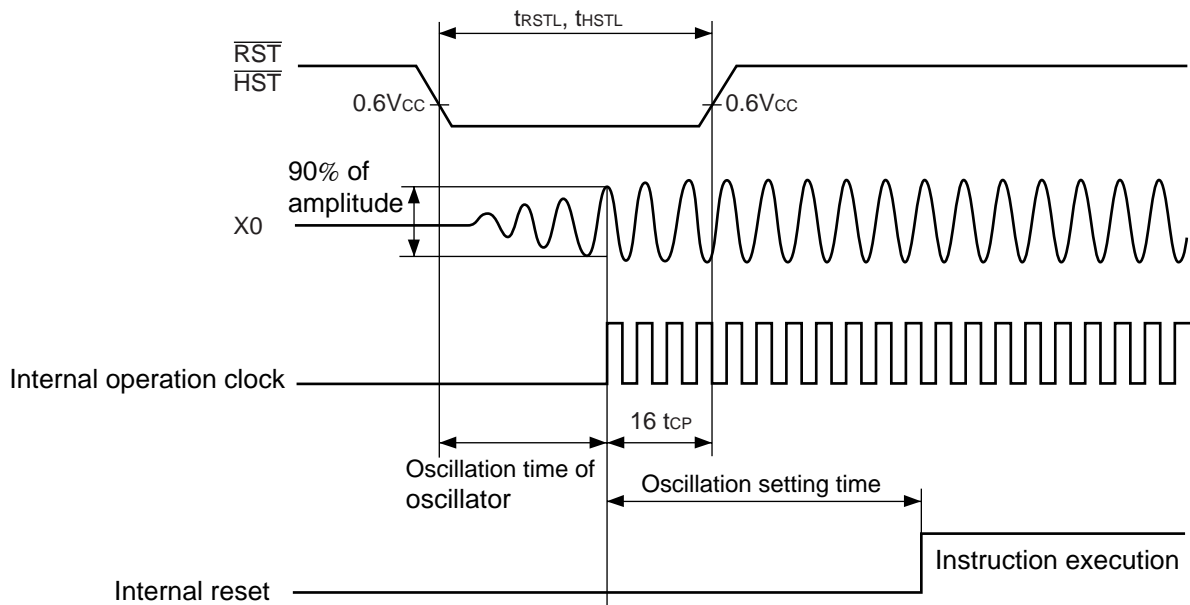 tRSTL, tHSTL
RST
HST
0.6VCC
0.6VCC
90% of
amplitude
X0
Internal operation clock
16 tCP
Oscillation time of
oscillator
Oscillation setting time
Instruction execution
Internal reset